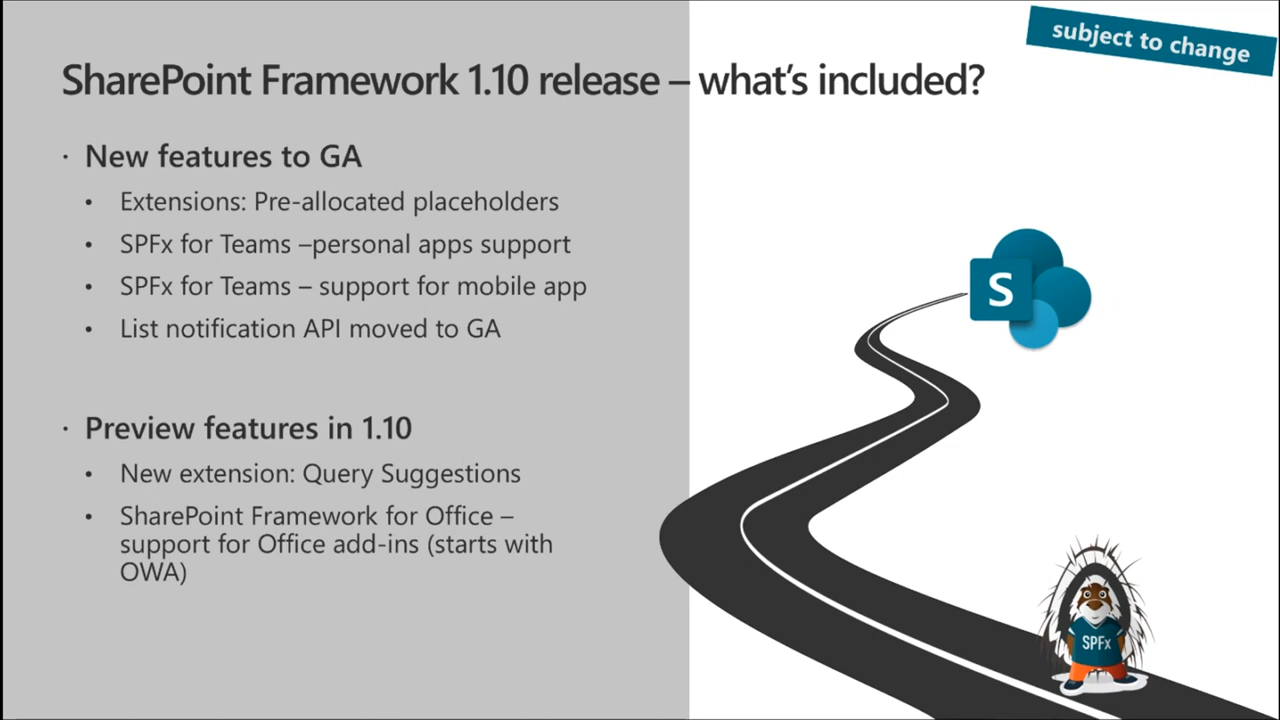 subject to change
SharePoint Framework 1.10 release – what's included?
· New features to GA
• Extensions: Pre-allocated placeholders
• SPFx for Teams –personal apps support
• SPFx for Teams – support for mobile app
• List notification API moved to GA
· Preview features in 1.10
• New extension: Query Suggestions
• SharePoint Framework for Office –
support for Office add-ins (starts with
OWA)
S
SPFx